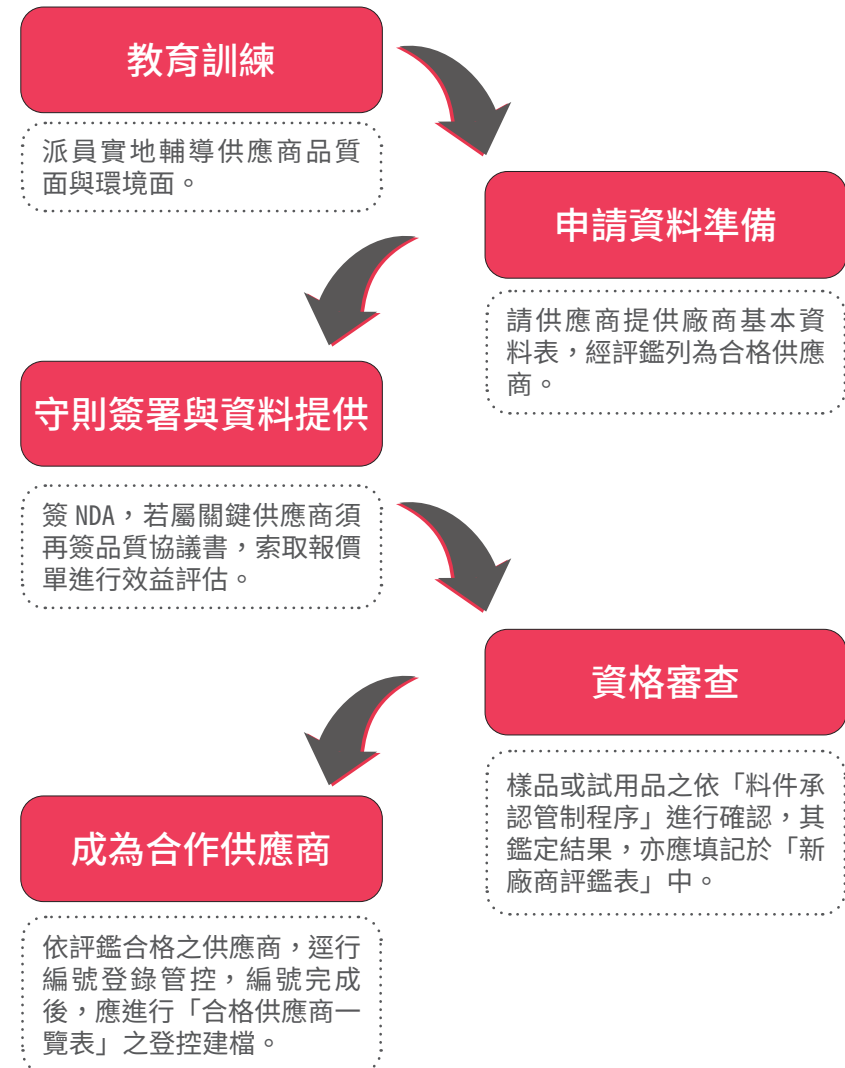 教育訓練
派員實地輔導供應商品質
面與環境面。
申請資料準備
請供應商提供廠商基本資
料表，經評鑑列為合格供應
商。
守則簽署與資料提供
簽 NDA，若屬關鍵供應商須
再簽品質協議書，索取報價
單進行效益評估。
資格審查
樣品或試用品之依「料件承
認管制程序」進行確認，其
鑑定結果，亦應填記於「新
廠商評鑑表」中。
成為合作供應商
依評鑑合格之供應商，逕行
編號登錄管控，編號完成
後，應進行「合格供應商一
覽表」之登控建檔。